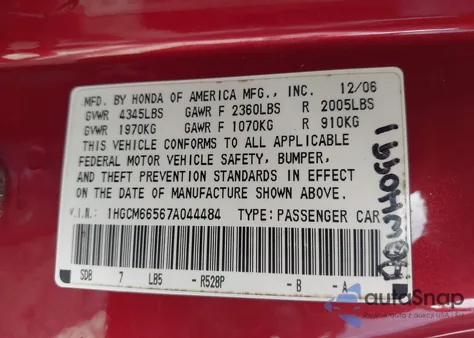 MFD. BY HONDA OF AMERICA MFG., INC. 12/06
GVWR 4345LBS GAWR F 2360LBS R 2005LBS
GVWR 1970KG GAWR F 1070KG R 910KG
THIS VEHICLE CONFORMS TO ALL APPLICABLE
FEDERAL MOTOR VEHICLE SAFETY, BUMPER,
AND THEFT PREVENTION STANDARDS IN EFFECT
ON THE DATE OF MANUFACTURE SHOWN ABOVE.
V.I.N.: 1HGCM66567A044484 TYPE: PASSENGER CAR
SDB 7 LB5 - R528P - B - A
autoSnap